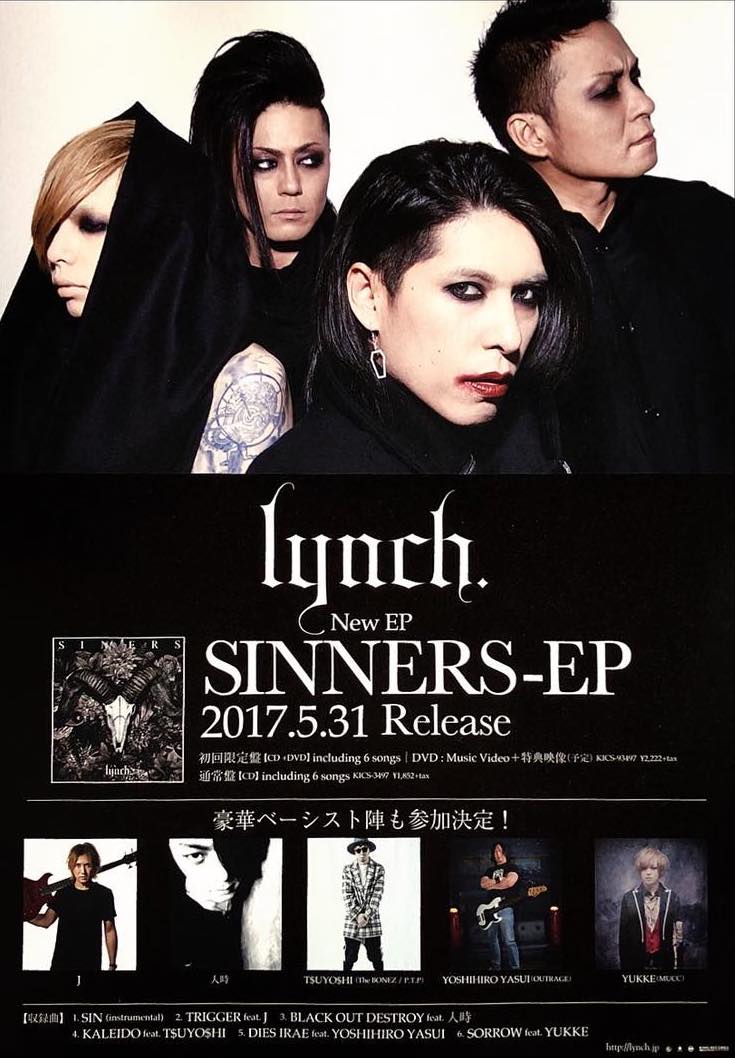 lynch.
New EP
SINNERS
SINNERS-EP
lynch.
2017.5.31 Release
初回限定盤【CD+DVD】including 6 songs│DVD : Music Video＋特典映像(予定) KICS-93497 ¥2,222+tax
通常盤【CD】including 6 songs KICS-3497 ¥1,852+tax
豪華ベーシスト陣も参加決定！
J
人時
T$UYO$HI (The BONEZ / P.T.P)
YOSHIHIRO YASUI (OUTRAGE)
YUKKE (MUCC)
【収録曲】 1. SIN (instrumental) 2. TRIGGER feat. J 3. BLACK OUT DESTROY feat. 人時
4. KALEIDO feat. T$UYO$HI 5. DIES IRAE feat. YOSHIHIRO YASUI 6. SORROW feat. YUKKE
http://lynch.jp